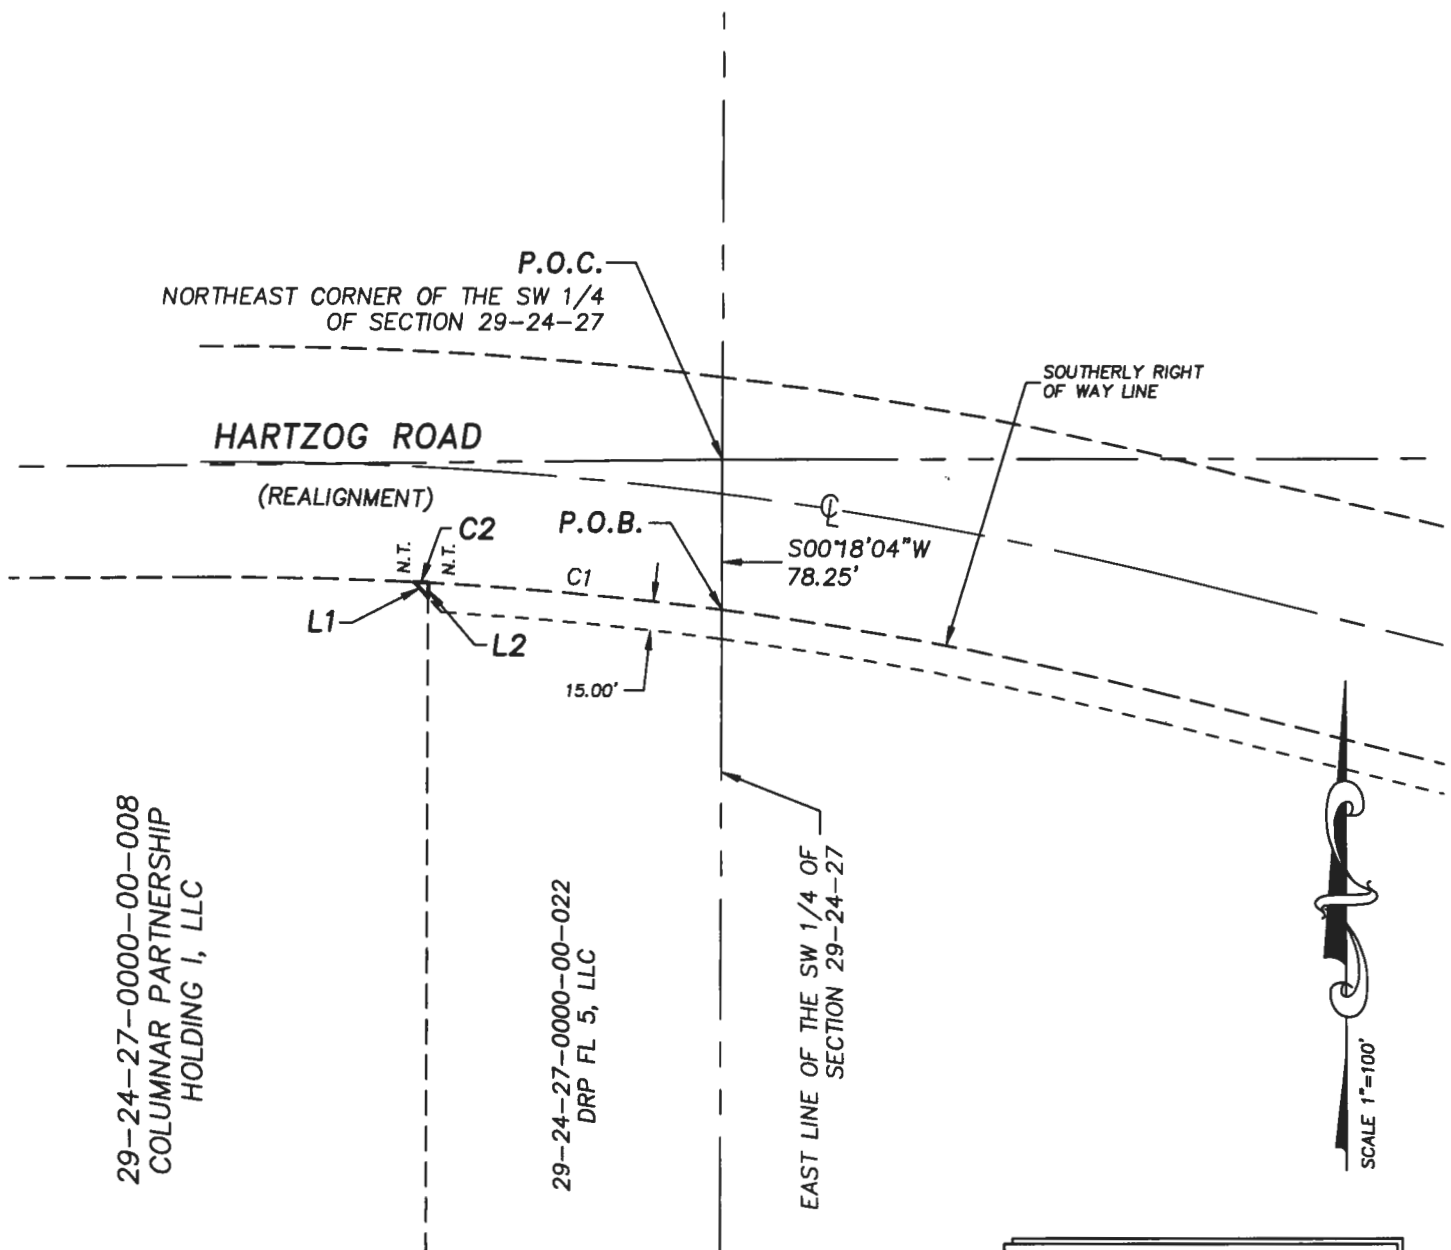 P.O.C.
NORTHEAST CORNER OF THE SW 1/4
OF SECTION 29-24-27
SOUTHERLY RIGHT
OF WAY LINE
HARTZOG ROAD
(REALIGNMENT)
℄
P.O.B.
S00°18'04"W
78.25'
C2
N.T.
N.T.
C1
L1
L2
15.00'
29-24-27-0000-00-008
COLUMNAR PARTNERSHIP
HOLDING I, LLC
29-24-27-0000-00-022
DRP FL 5, LLC
EAST LINE OF THE SW 1/4 OF
SECTION 29-24-27
SCALE 1"=100'